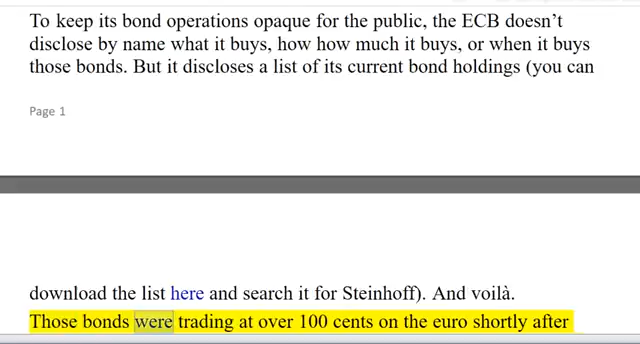 To keep its bond operations opaque for the public, the ECB doesn’t
disclose by name what it buys, how how much it buys, or when it buys
those bonds. But it discloses a list of its current bond holdings (you can
Page 1
download the list here and search it for Steinhoff). And voilà.
Those bonds were trading at over 100 cents on the euro shortly after